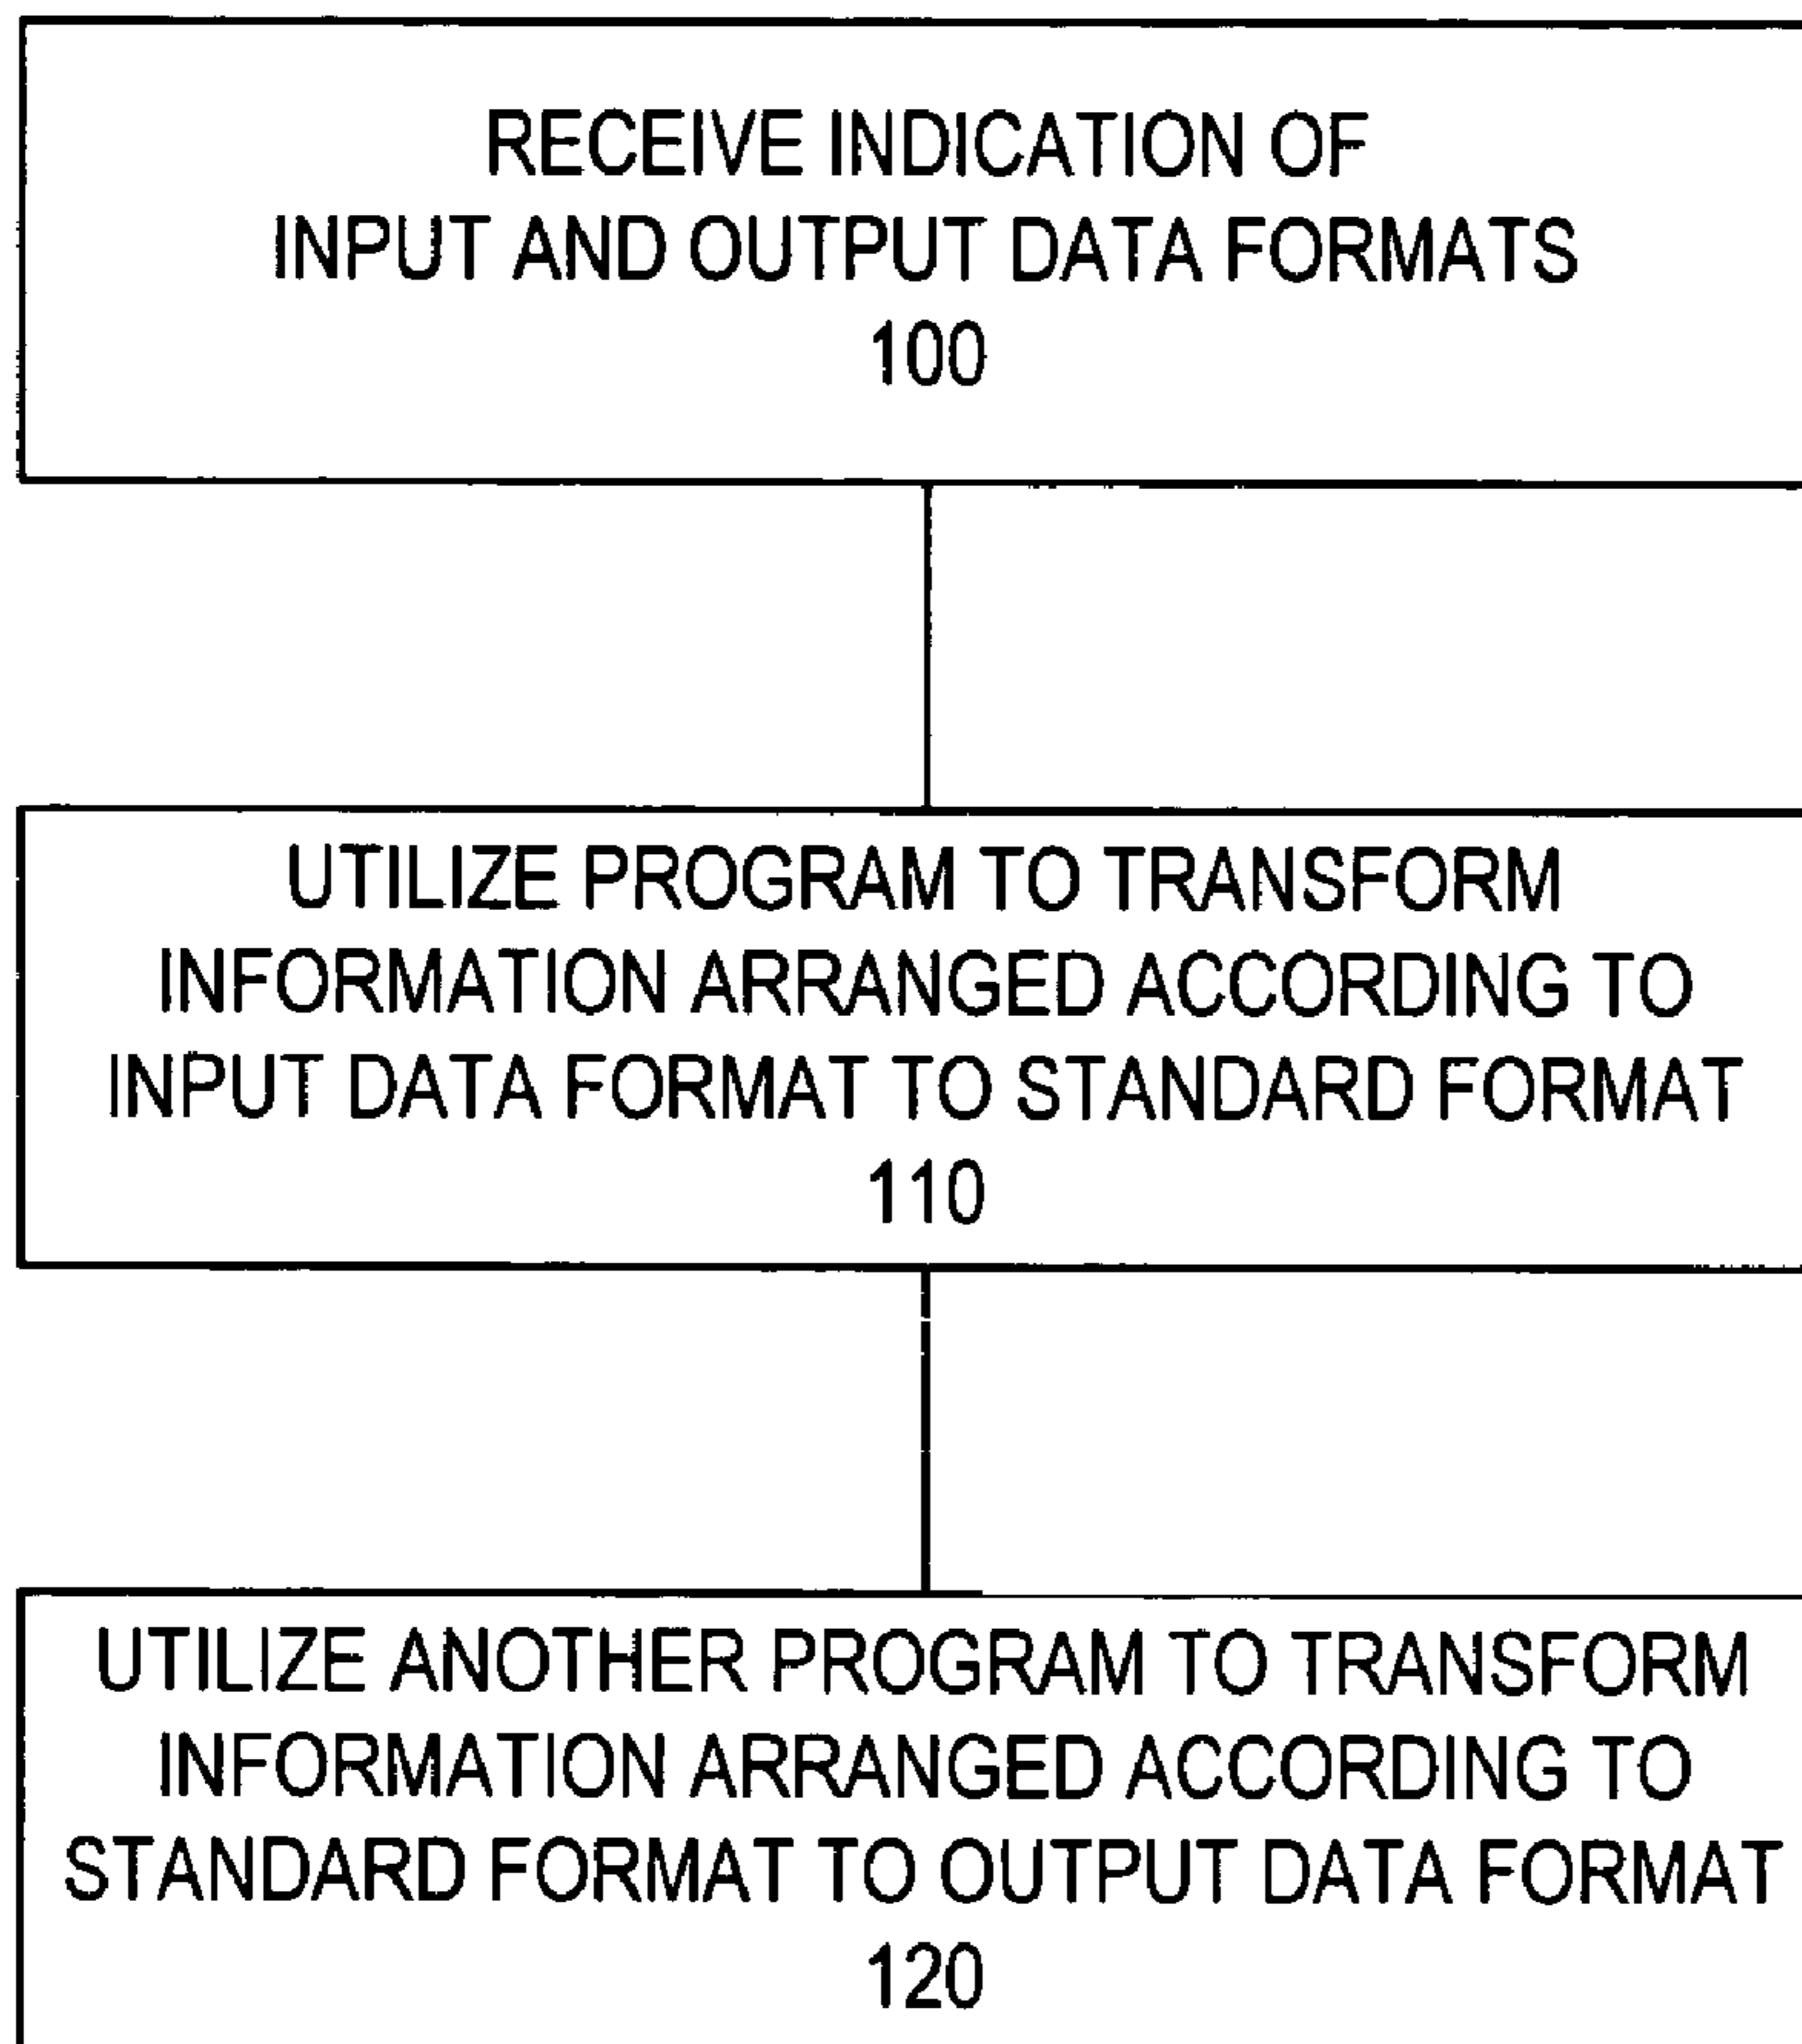 RECEIVE INDICATION OF
INPUT AND OUTPUT DATA FORMATS
100
UTILIZE PROGRAM TO TRANSFORM
INFORMATION ARRANGED ACCORDING TO
INPUT DATA FORMAT TO STANDARD FORMAT
110
UTILIZE ANOTHER PROGRAM TO TRANSFORM
INFORMATION ARRANGED ACCORDING TO
STANDARD FORMAT TO OUTPUT DATA FORMAT
120